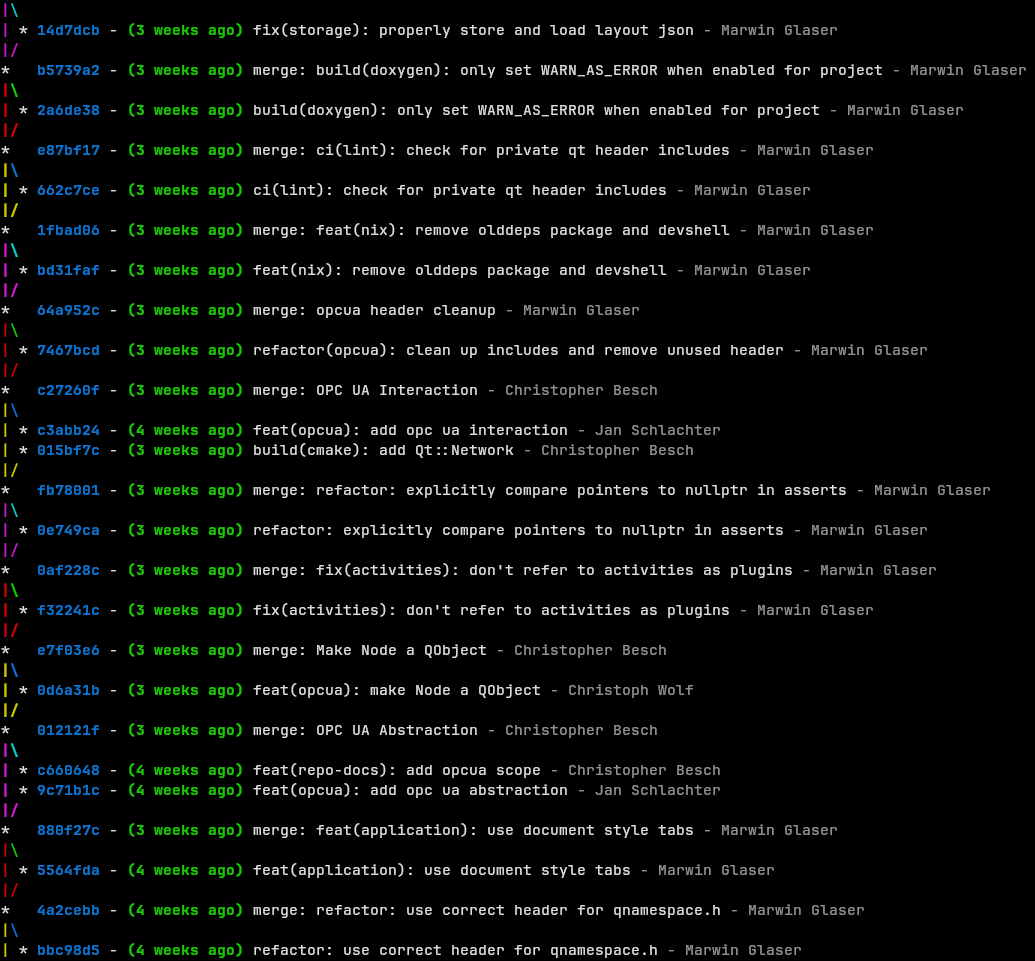 |\
| * 14d7dcb - (3 weeks ago) fix(storage): properly store and load layout json - Marwin Glaser
|/
*   b5739a2 - (3 weeks ago) merge: build(doxygen): only set WARN_AS_ERROR when enabled for project - Marwin Glaser
|\
| * 2a6de38 - (3 weeks ago) build(doxygen): only set WARN_AS_ERROR when enabled for project - Marwin Glaser
|/
*   e87bf17 - (3 weeks ago) merge: ci(lint): check for private qt header includes - Marwin Glaser
|\
| * 662c7ce - (3 weeks ago) ci(lint): check for private qt header includes - Marwin Glaser
|/
*   1fbad06 - (3 weeks ago) merge: feat(nix): remove olddeps package and devshell - Marwin Glaser
|\
| * bd31faf - (3 weeks ago) feat(nix): remove olddeps package and devshell - Marwin Glaser
|/
*   64a952c - (3 weeks ago) merge: opcua header cleanup - Marwin Glaser
|\
| * 7467bcd - (3 weeks ago) refactor(opcua): clean up includes and remove unused header - Marwin Glaser
|/
*   c27260f - (3 weeks ago) merge: OPC UA Interaction - Christopher Besch
|\
| * c3abb24 - (4 weeks ago) feat(opcua): add opc ua interaction - Jan Schlachter
| * 015bf7c - (3 weeks ago) build(cmake): add Qt::Network - Christopher Besch
|/
*   fb78001 - (3 weeks ago) merge: refactor: explicitly compare pointers to nullptr in asserts - Marwin Glaser
|\
| * 0e749ca - (3 weeks ago) refactor: explicitly compare pointers to nullptr in asserts - Marwin Glaser
|/
*   0af228c - (3 weeks ago) merge: fix(activities): don't refer to activities as plugins - Marwin Glaser
|\
| * f32241c - (3 weeks ago) fix(activities): don't refer to activities as plugins - Marwin Glaser
|/
*   e7f03e6 - (3 weeks ago) merge: Make Node a QObject - Christopher Besch
|\
| * 0d6a31b - (3 weeks ago) feat(opcua): make Node a QObject - Christoph Wolf
|/
*   012121f - (3 weeks ago) merge: OPC UA Abstraction - Christopher Besch
|\
| * c660648 - (4 weeks ago) feat(repo-docs): add opcua scope - Christopher Besch
| * 9c71b1c - (4 weeks ago) feat(opcua): add opc ua abstraction - Jan Schlachter
|/
*   880f27c - (3 weeks ago) merge: feat(application): use document style tabs - Marwin Glaser
|\
| * 5564fda - (4 weeks ago) feat(application): use document style tabs - Marwin Glaser
|/
*   4a2cebb - (4 weeks ago) merge: refactor: use correct header for qnamespace.h - Marwin Glaser
|\
| * bbc98d5 - (4 weeks ago) refactor: use correct header for qnamespace.h - Marwin Glaser